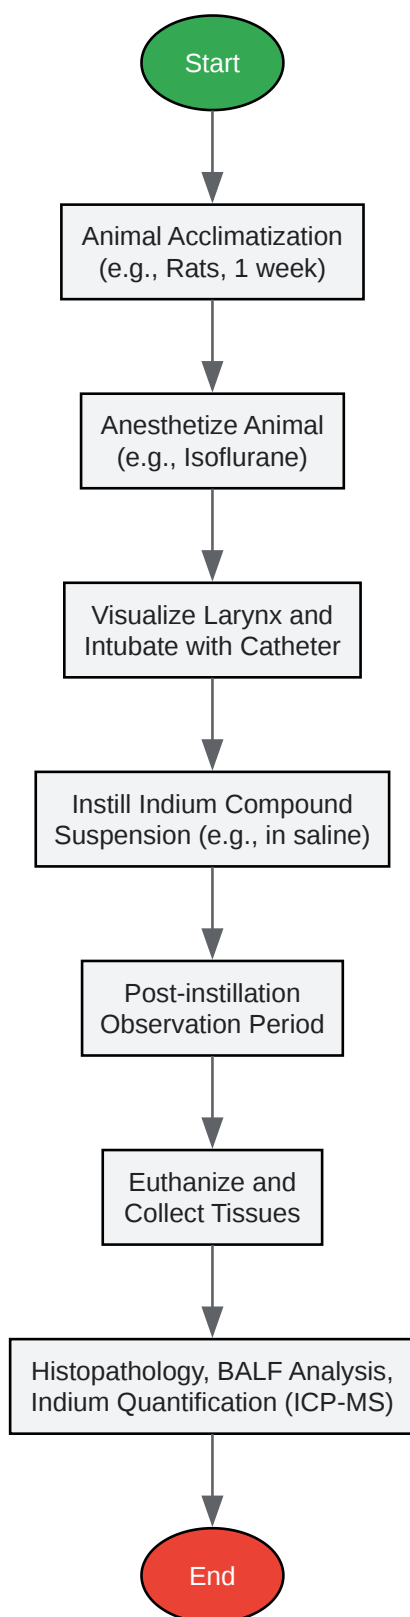 Start
Animal Acclimatization
(e.g., Rats, 1 week)
Anesthetize Animal
(e.g., Isoflurane)
Visualize Larynx and
Intubate with Catheter
Instill Indium Compound
Suspension (e.g., in saline)
Post-instillation
Observation Period
Euthanize and
Collect Tissues
Histopathology, BALF Analysis,
Indium Quantification (ICP-MS)
End